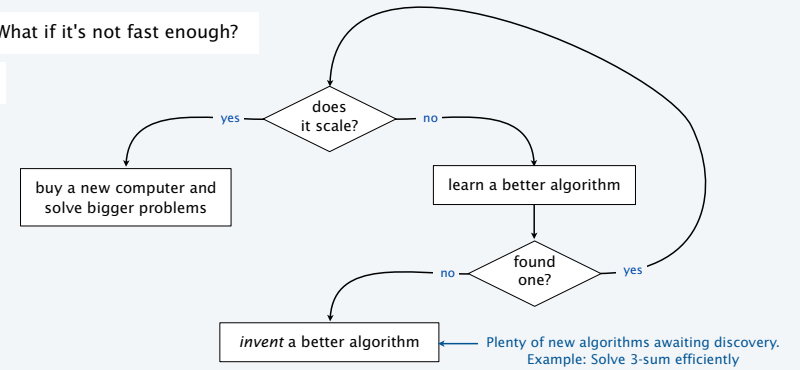 What if it's not fast enough?
does
it scale?
yes
no
buy a new computer and
solve bigger problems
learn a better algorithm
found
one?
no
yes
invent a better algorithm
Plenty of new algorithms awaiting discovery.
Example: Solve 3-sum efficiently